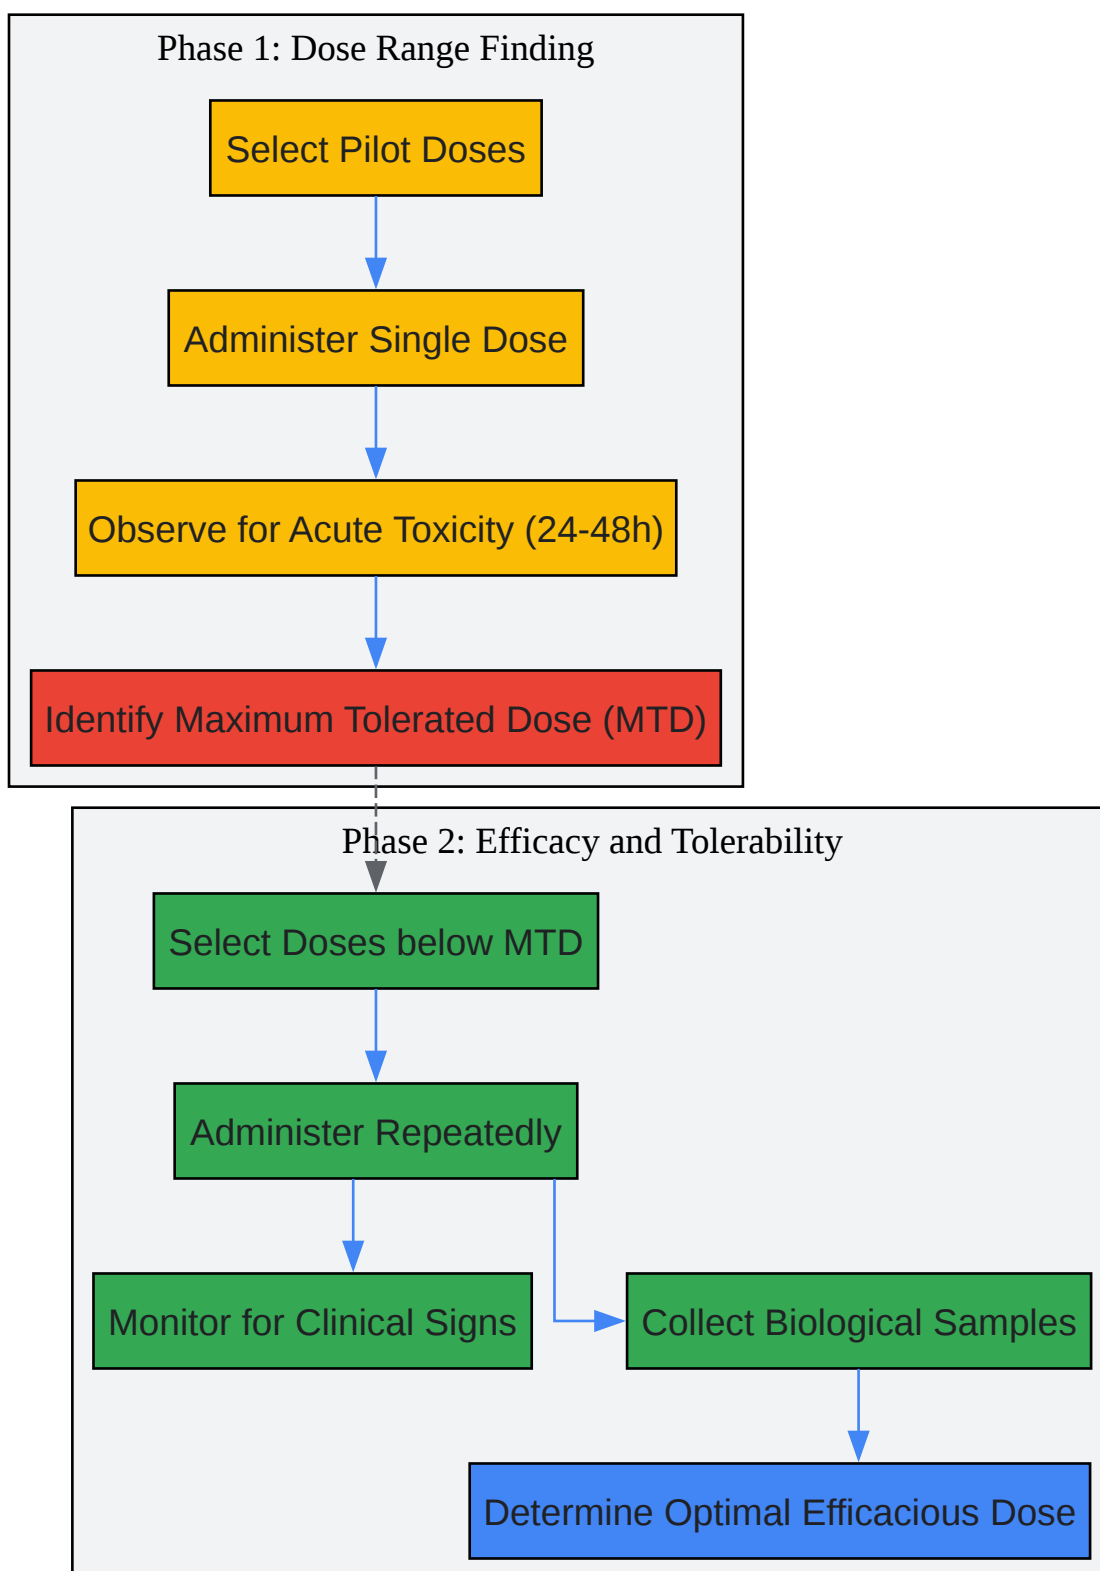 Phase 1: Dose Range Finding
Select Pilot Doses
Administer Single Dose
Observe for Acute Toxicity (24-48h)
Identify Maximum Tolerated Dose (MTD)
Phase 2: Efficacy and Tolerability
Select Doses below MTD
Administer Repeatedly
Monitor for Clinical Signs
Collect Biological Samples
Determine Optimal Efficacious Dose